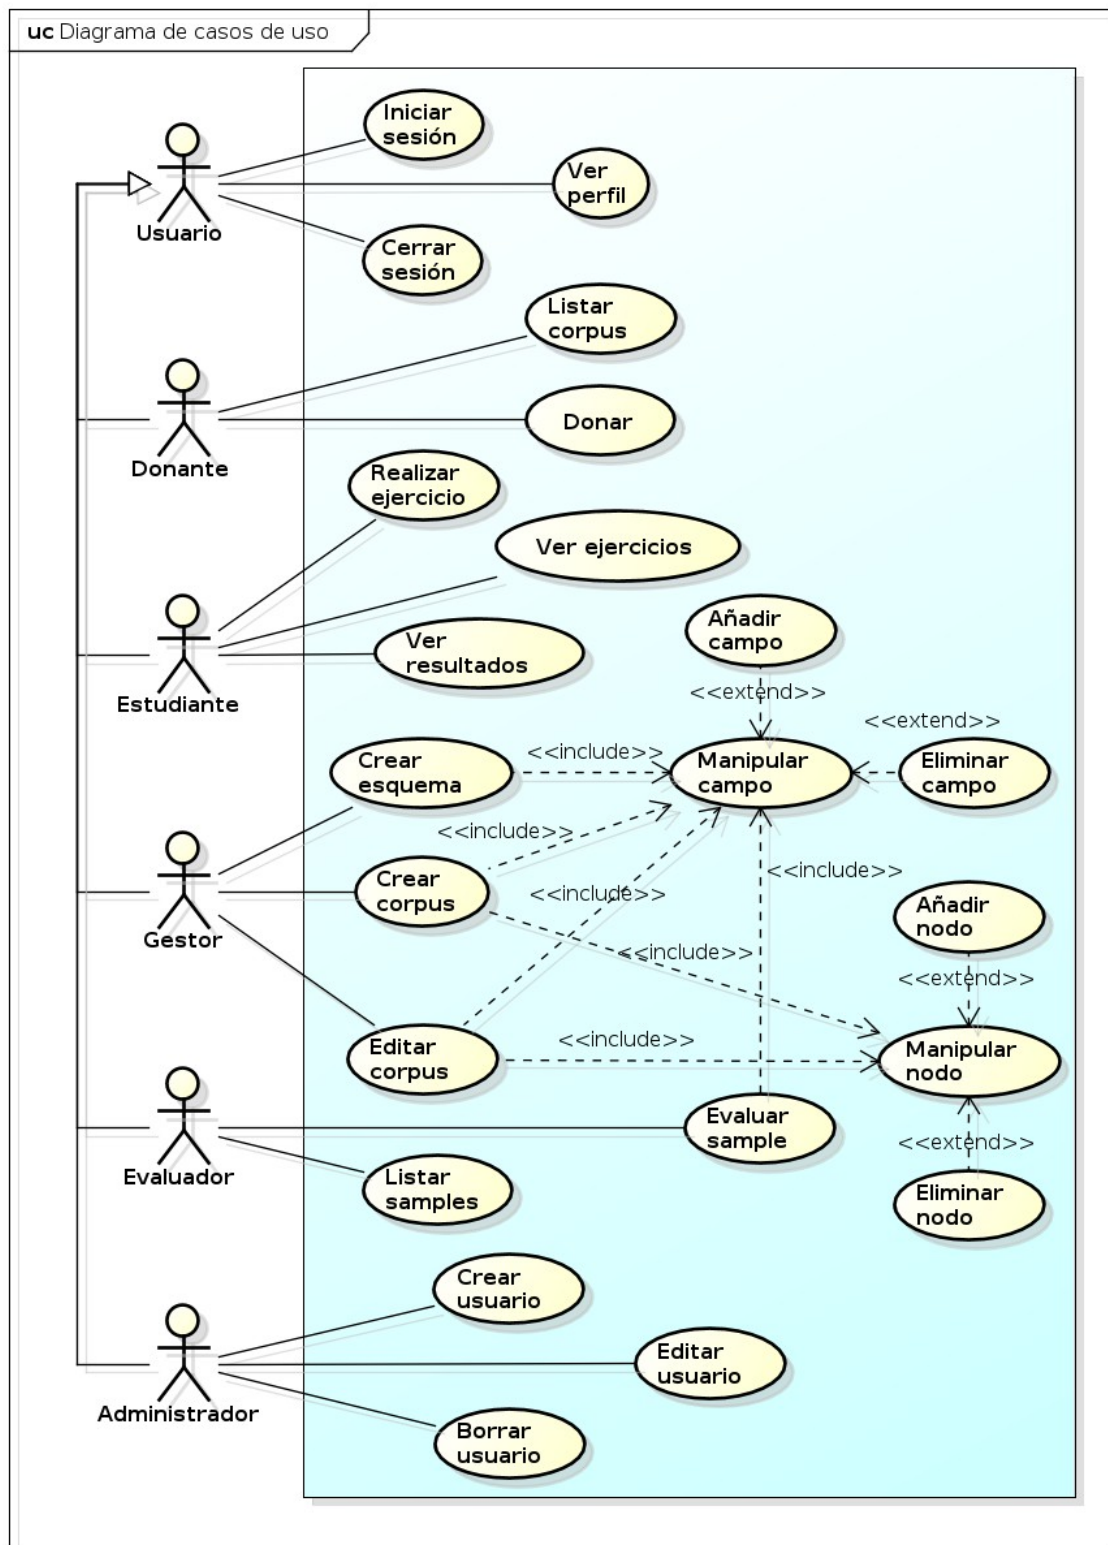 uc Diagrama de casos de uso
Iniciar
sesión
Ver
perfil
Usuario
Cerrar
sesión
Listar
corpus
Donar
Donante
Realizar
ejercicio
Ver ejercicios
Añadir
campo
Ver
resultados
<<extend>>
Estudiante
<<extend>>
Crear
esquema
<<include>>
Manipular
campo
Eliminar
campo
<<include>>
Crear
corpus
<<include>>
<<include>>
Añadir
nodo
Gestor
<<include>>
<<extend>>
Editar
corpus
<<include>>
Manipular
nodo
Evaluar
sample
<<extend>>
Evaluador
Listar
samples
Eliminar
nodo
Crear
usuario
Editar
usuario
Administrador
Borrar
usuario